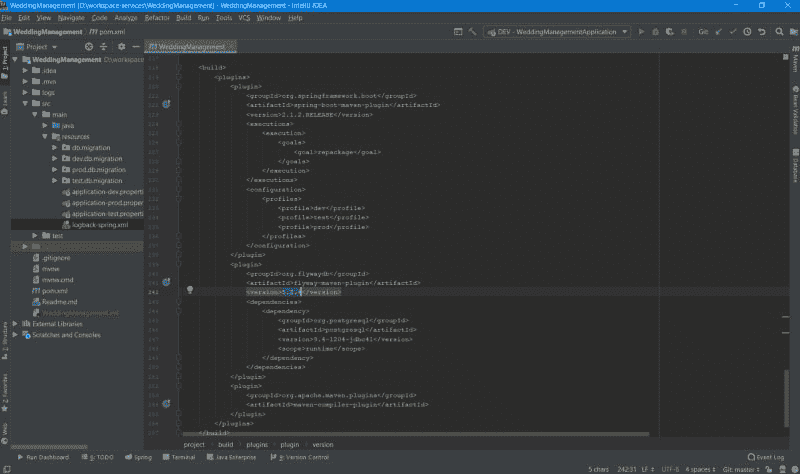 WeddingManagement [D:\workspace-services\WeddingManagement] - WeddingManagement - IntelliJ IDEA
File Edit View Navigate Code Analyze Refactor Build Run Tools VCS Window Help
WeddingManagement pom.xml
DEV - WeddingManagementApplication
Git:
Project
WeddingManagement
WeddingManagement D:\workspace
.idea
.mvn
logs
src
main
java
resources
db.migration
dev.db.migration
prod.db.migration
test.db.migration
application-dev.properti
application-prod.propert
application-test.properti
logback-spring.xml
test
.gitignore
mvnw
mvnw.cmd
pom.xml
Readme.md
WeddingManagement.iml
External Libraries
Scratches and Consoles
<build>
<plugins>
<plugin>
<groupId>org.springframework.boot</groupId>
<artifactId>spring-boot-maven-plugin</artifactId>
<version>2.1.2.RELEASE</version>
<executions>
<execution>
<goals>
<goal>repackage</goal>
</goals>
</execution>
</executions>
<configuration>
<profiles>
<profile>dev</profile>
<profile>test</profile>
<profile>prod</profile>
</profiles>
</configuration>
</plugin>
<plugin>
<groupId>org.flywaydb</groupId>
<artifactId>flyway-maven-plugin</artifactId>
</version>
<dependencies>
<dependency>
<groupId>org.postgresql</groupId>
<artifactId>postgresql</artifactId>
<version>9.4-1204-jdbc41</version>
<scope>runtime</scope>
</dependency>
</dependencies>
</plugin>
<plugin>
<groupId>org.apache.maven.plugins</groupId>
<artifactId>maven-compiler-plugin</artifactId>
</plugin>
</plugins>
</build>
project build plugins plugin version
1: Project
Learn
Structure
2: Favorites
Web
Maven
Bean Validation
Database
Run Dashboard 6: TODO Spring Terminal Java Enterprise 9: Version Control
Event Log
5 chars 242:31 LF UTF-8 4 spaces Git: master